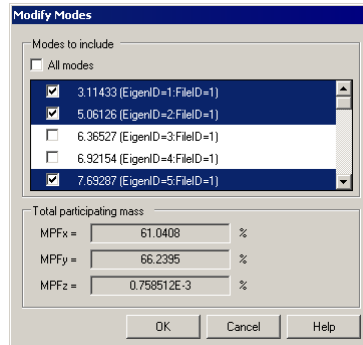 Modify Modes
Modes to include
All modes
3.11433 (EigenID=1:FileID=1)
5.06126 (EigenID=2:FileID=1)
6.36527 (EigenID=3:FileID=1)
6.92154 (EigenID=4:FileID=1)
7.69287 (EigenID=5:FileID=1)
Total participating mass
MPFx = 61.0408 %
MPFy = 66.2395 %
MPFz = 0.758512E-3 %
OK Cancel Help